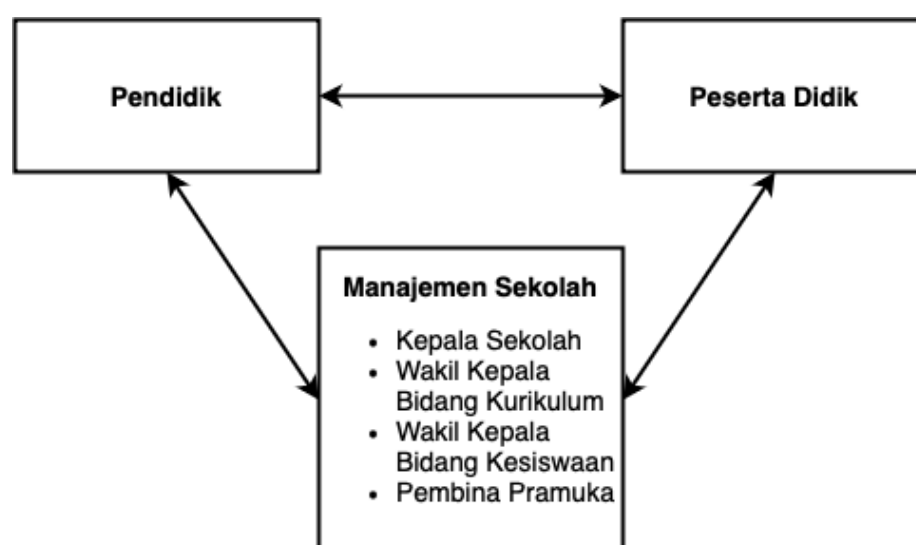 Pendidik
Peserta Didik
Manajemen Sekolah
• Kepala Sekolah
• Wakil Kepala
Bidang Kurikulum
• Wakil Kepala
Bidang Kesiswaan
• Pembina Pramuka